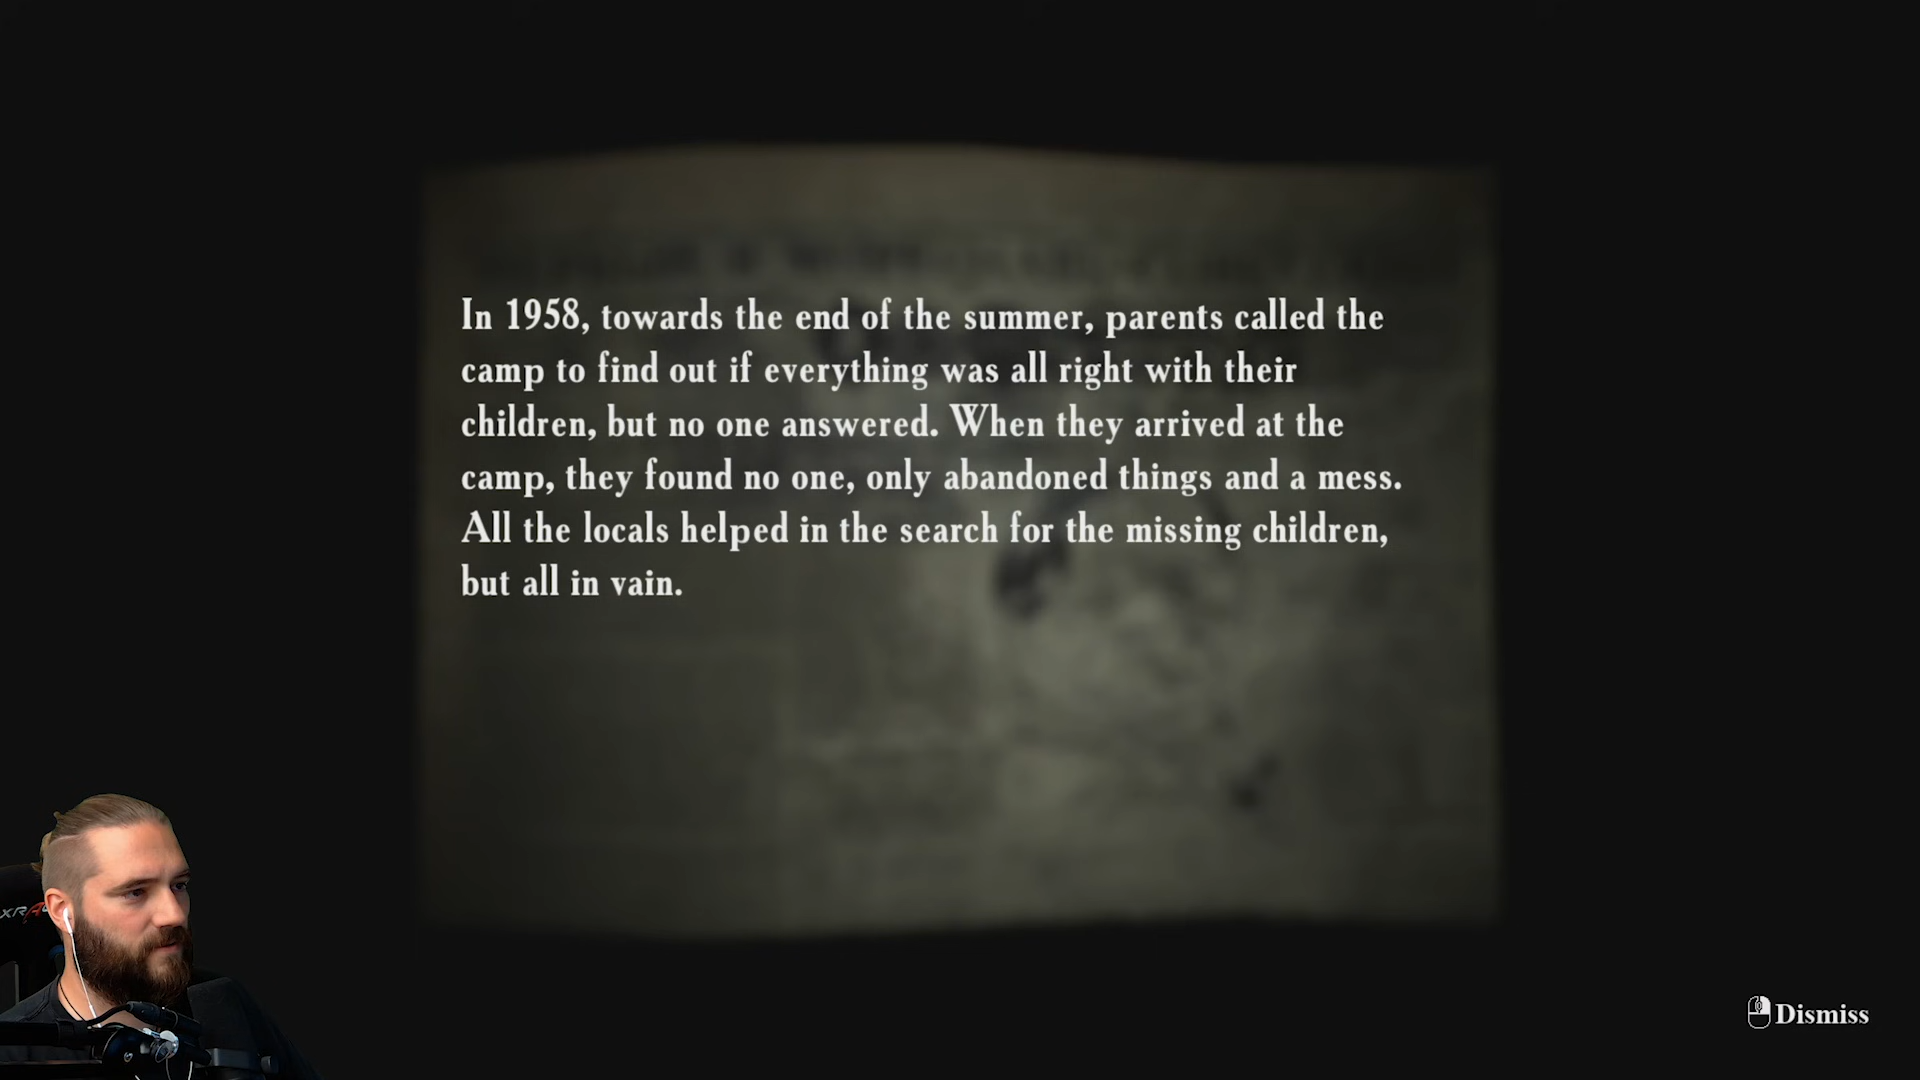 In 1958, towards the end of the summer, parents called the
camp to find out if everything was all right with their
children, but no one answered. When they arrived at the
camp, they found no one, only abandoned things and a mess.
All the locals helped in the search for the missing children,
but all in vain.
Dismiss